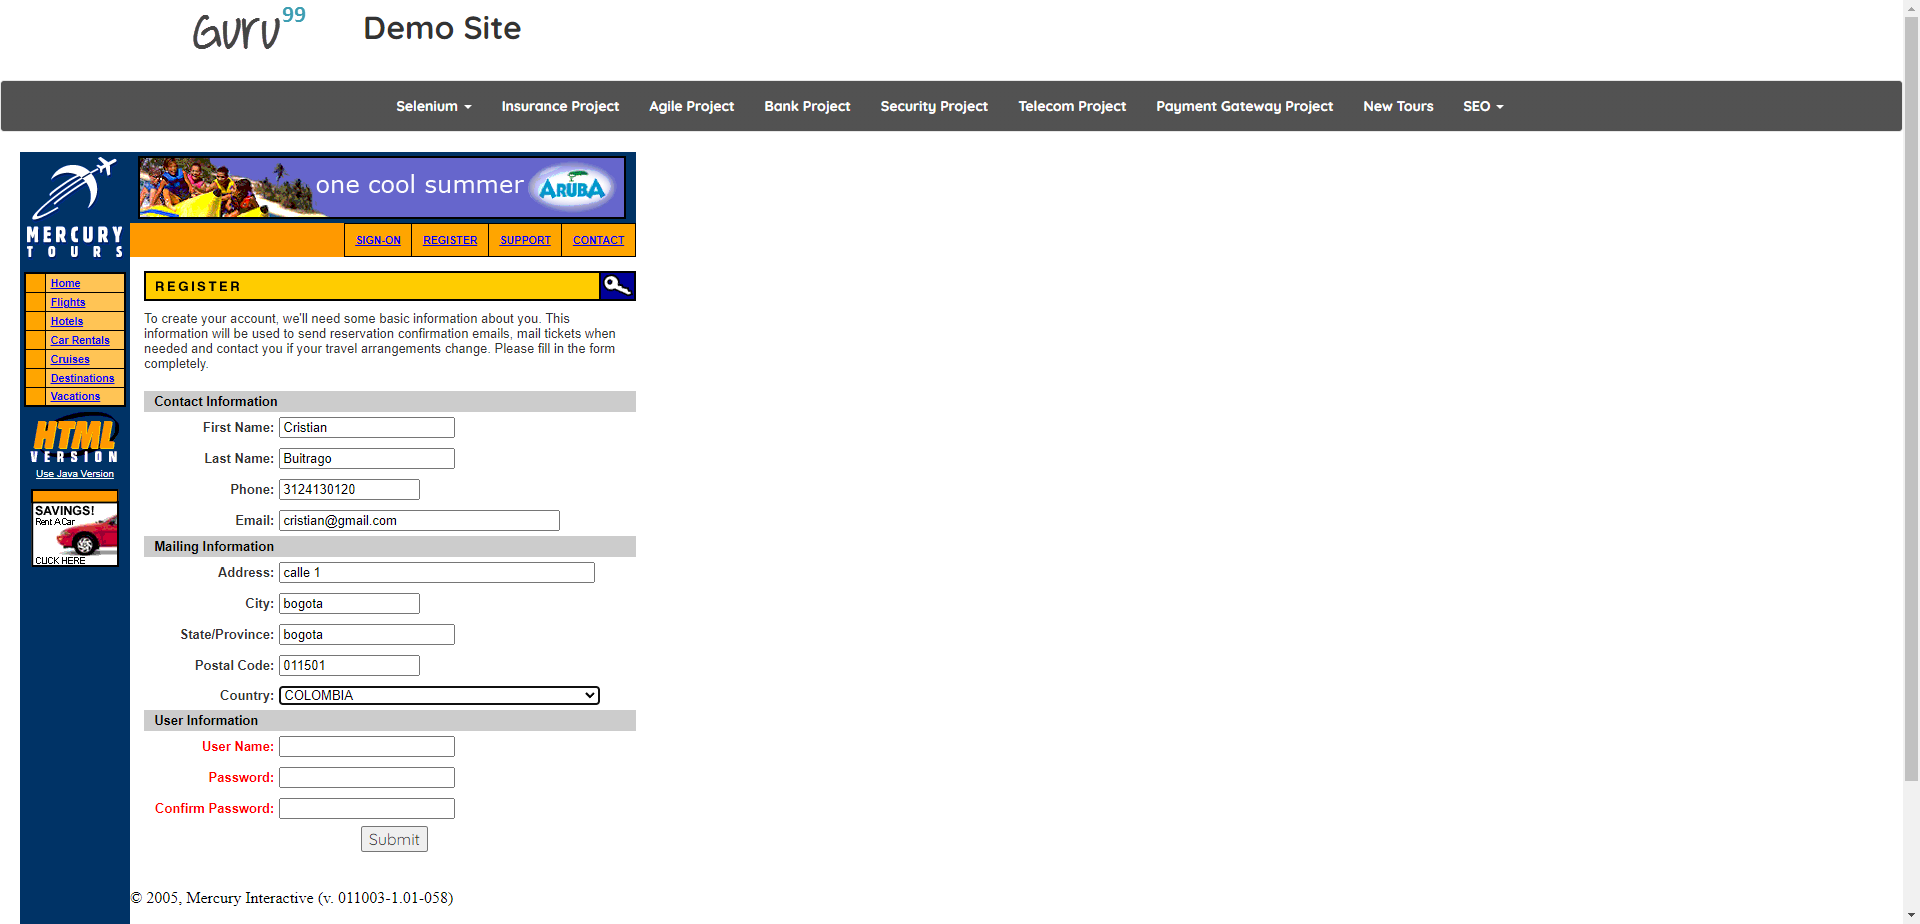 Guru99 Demo Site
Selenium Insurance Project Agile Project Bank Project Security Project Telecom Project Payment Gateway Project New Tours SEO
MERCURY
TOURS
one cool summer ARUBA
SIGN-ON REGISTER SUPPORT CONTACT
Home
Flights
Hotels
Car Rentals
Cruises
Destinations
Vacations
HTML
VERSION
Use Java Version
SAVINGS!
Rent A Car
CLICK HERE
REGISTER
To create your account, we'll need some basic information about you. This
information will be used to send reservation confirmation emails, mail tickets when
needed and contact you if your travel arrangements change. Please fill in the form
completely.
Contact Information
First Name: Cristian
Last Name: Buitrago
Phone: 3124130120
Email: cristian@gmail.com
Mailing Information
Address: calle 1
City: bogota
State/Province: bogota
Postal Code: 011501
Country: COLOMBIA
User Information
User Name:
Password:
Confirm Password:
Submit
© 2005, Mercury Interactive (v. 011003-1.01-058)